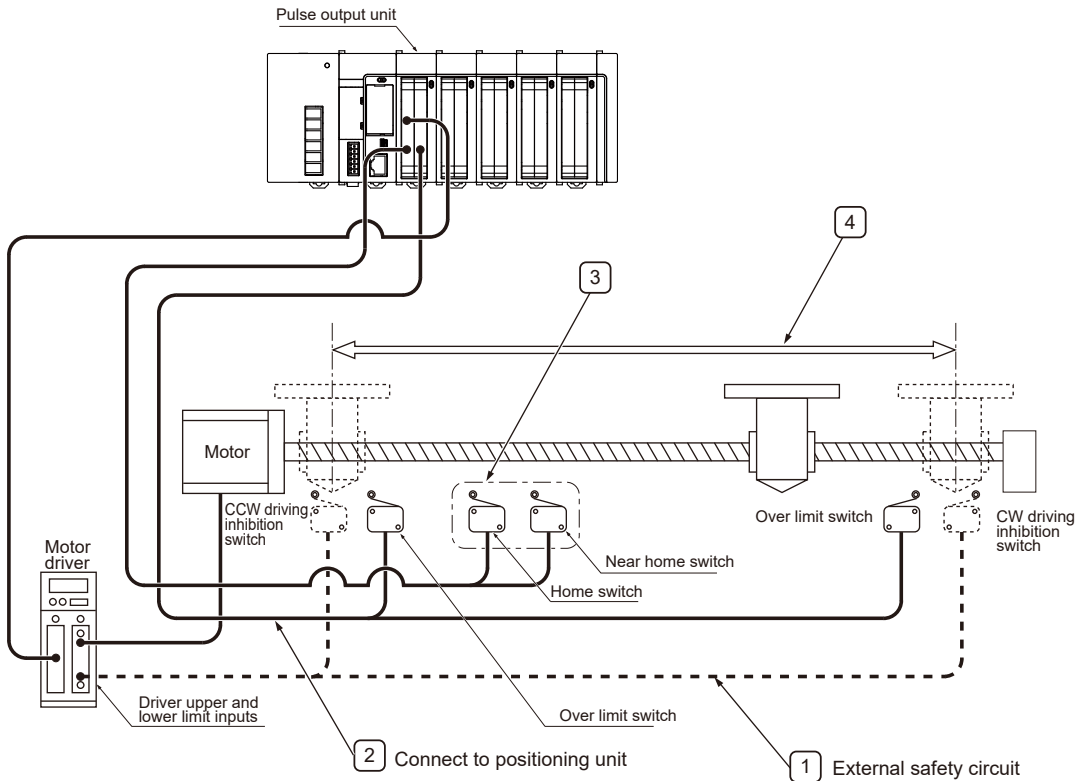 Pulse output unit
4
3
Motor
CCW driving
inhibition
switch
Over limit switch
CW driving
inhibition
switch
Motor
driver
Near home switch
Home switch
Driver upper and
lower limit inputs
Over limit switch
2 Connect to positioning unit
1 External safety circuit